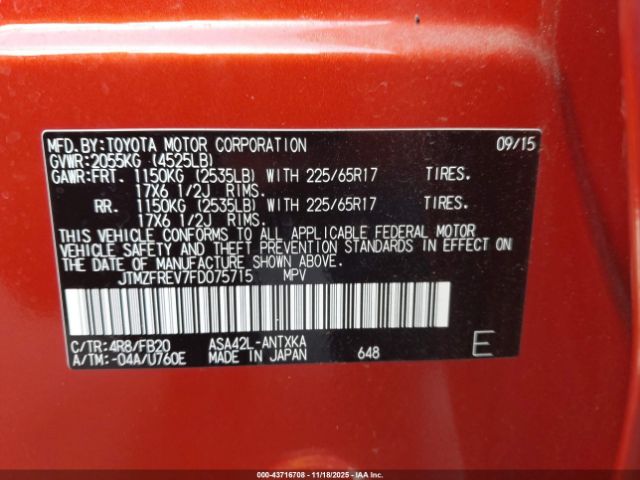 MFD.BY:TOYOTA MOTOR CORPORATION 09/15
GVWR:2055KG (4525LB)
GAWR:FRT. 1150KG (2535LB) WITH 225/65R17 TIRES.
17X6 1/2J RIMS.
RR. 1150KG (2535LB) WITH 225/65R17 TIRES.
17X6 1/2J RIMS.
THIS VEHICLE CONFORMS TO ALL APPLICABLE FEDERAL MOTOR
VEHICLE SAFETY AND THEFT PREVENTION STANDARDS IN EFFECT ON
THE DATE OF MANUFACTURE SHOWN ABOVE.
JTMZFREV7FD075715 MPV
C/TR:4R8/FB20 ASA42L-ANTXKA
A/TM:-04A/U760E MADE IN JAPAN 648 E
000-43716708 - 11/18/2025 - IAAI.COM